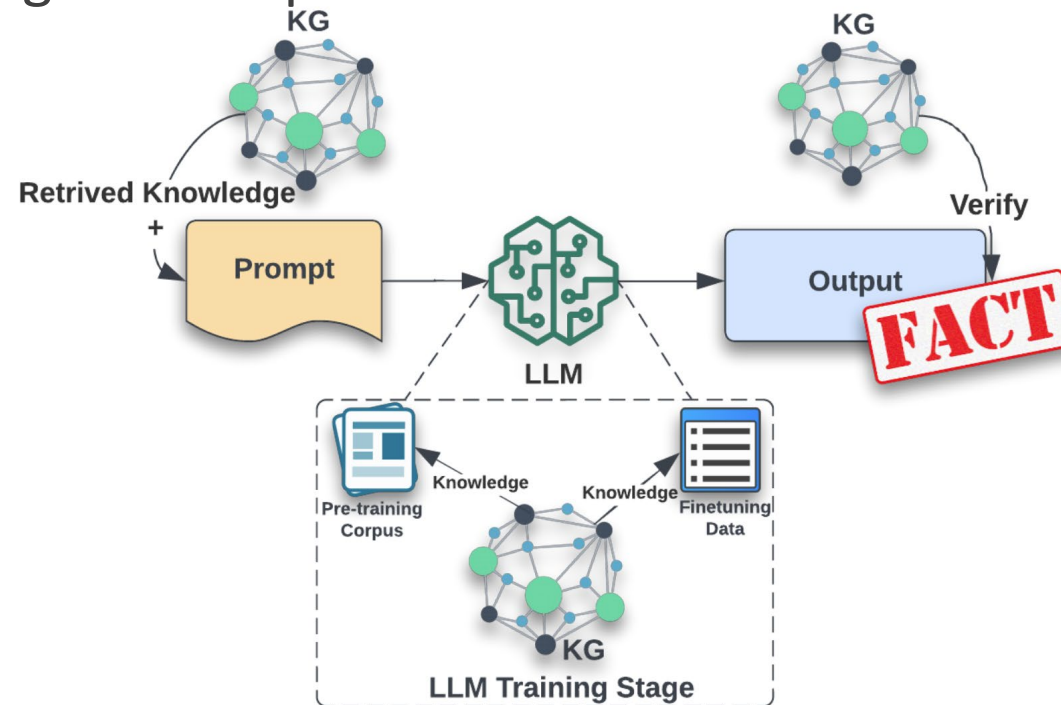 KG
KG
Retrived Knowledge
+
Verify
Prompt
Output
FACT
LLM
Knowledge
Knowledge
Pre-training
Corpus
Finetuning
Data
KG
LLM Training Stage